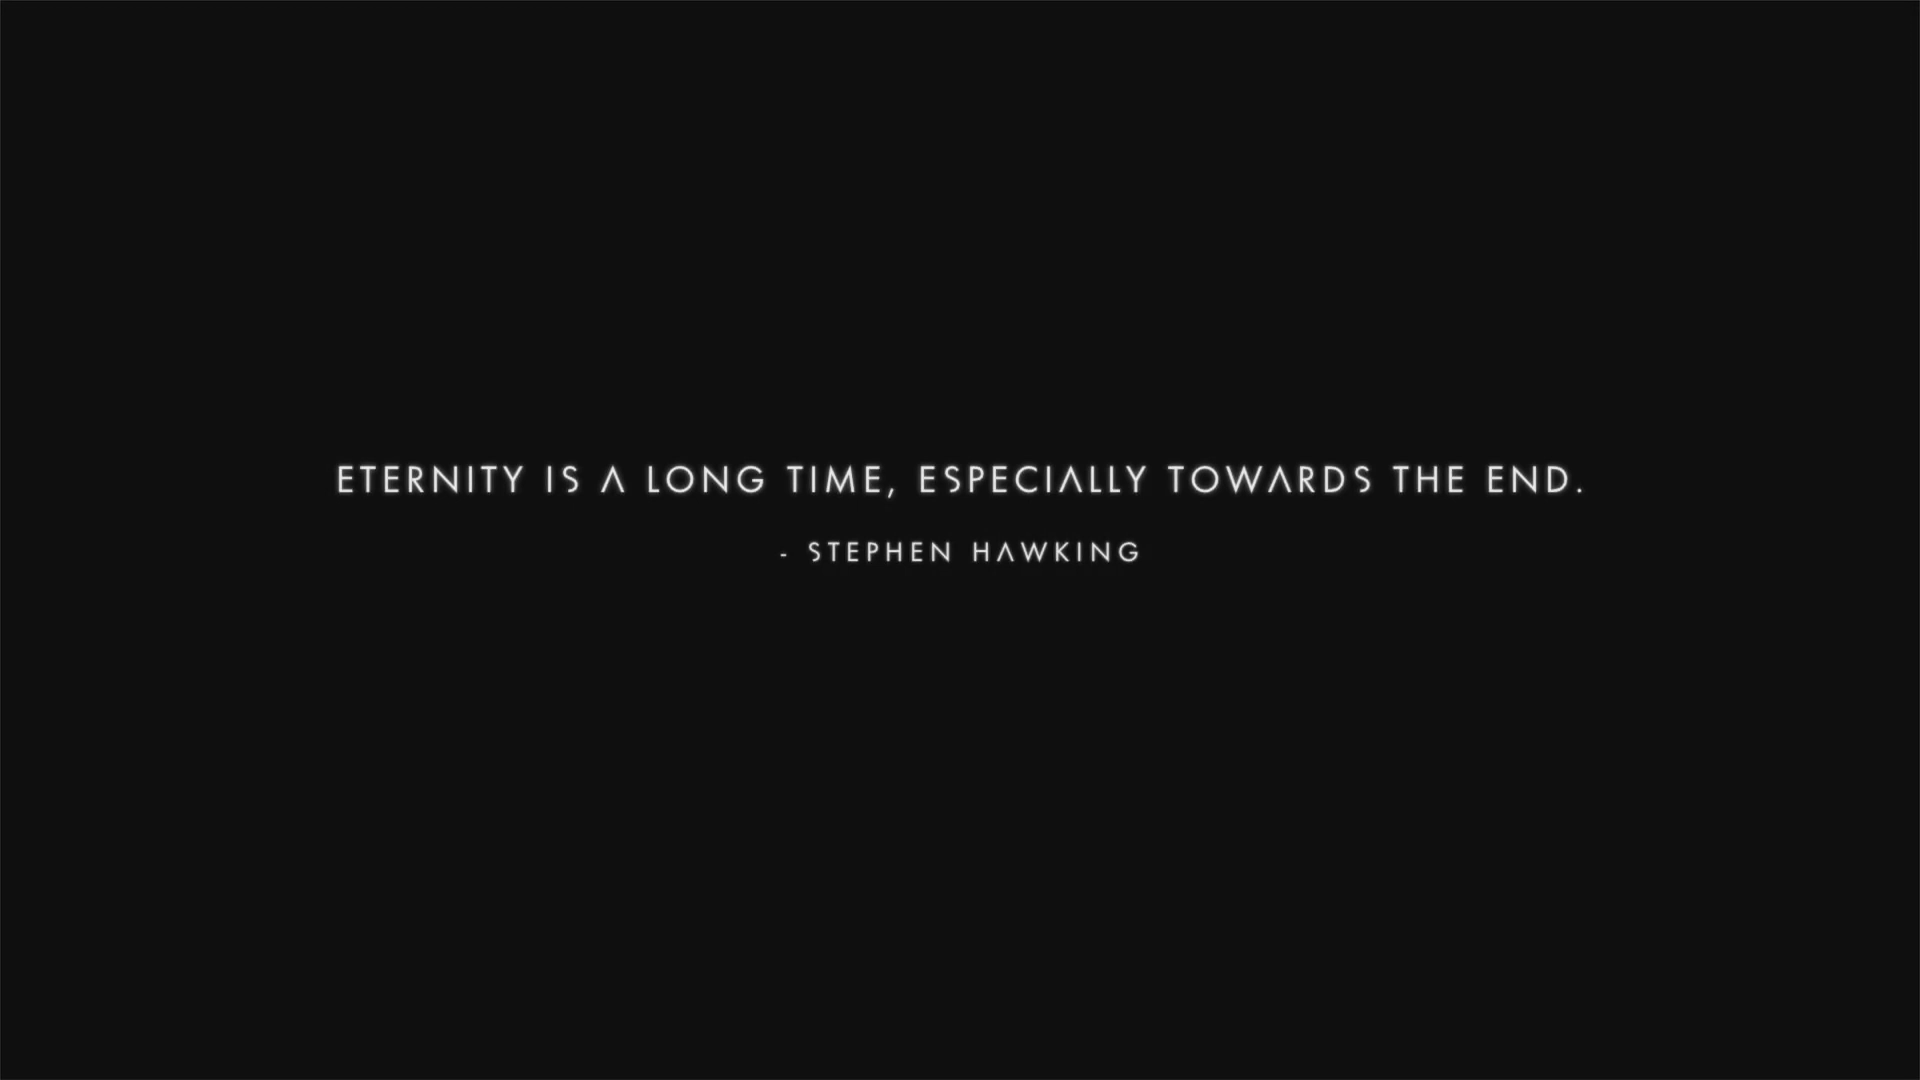 ETERNITY IS A LONG TIME, ESPECIALLY TOWARDS THE END.
- STEPHEN HAWKING